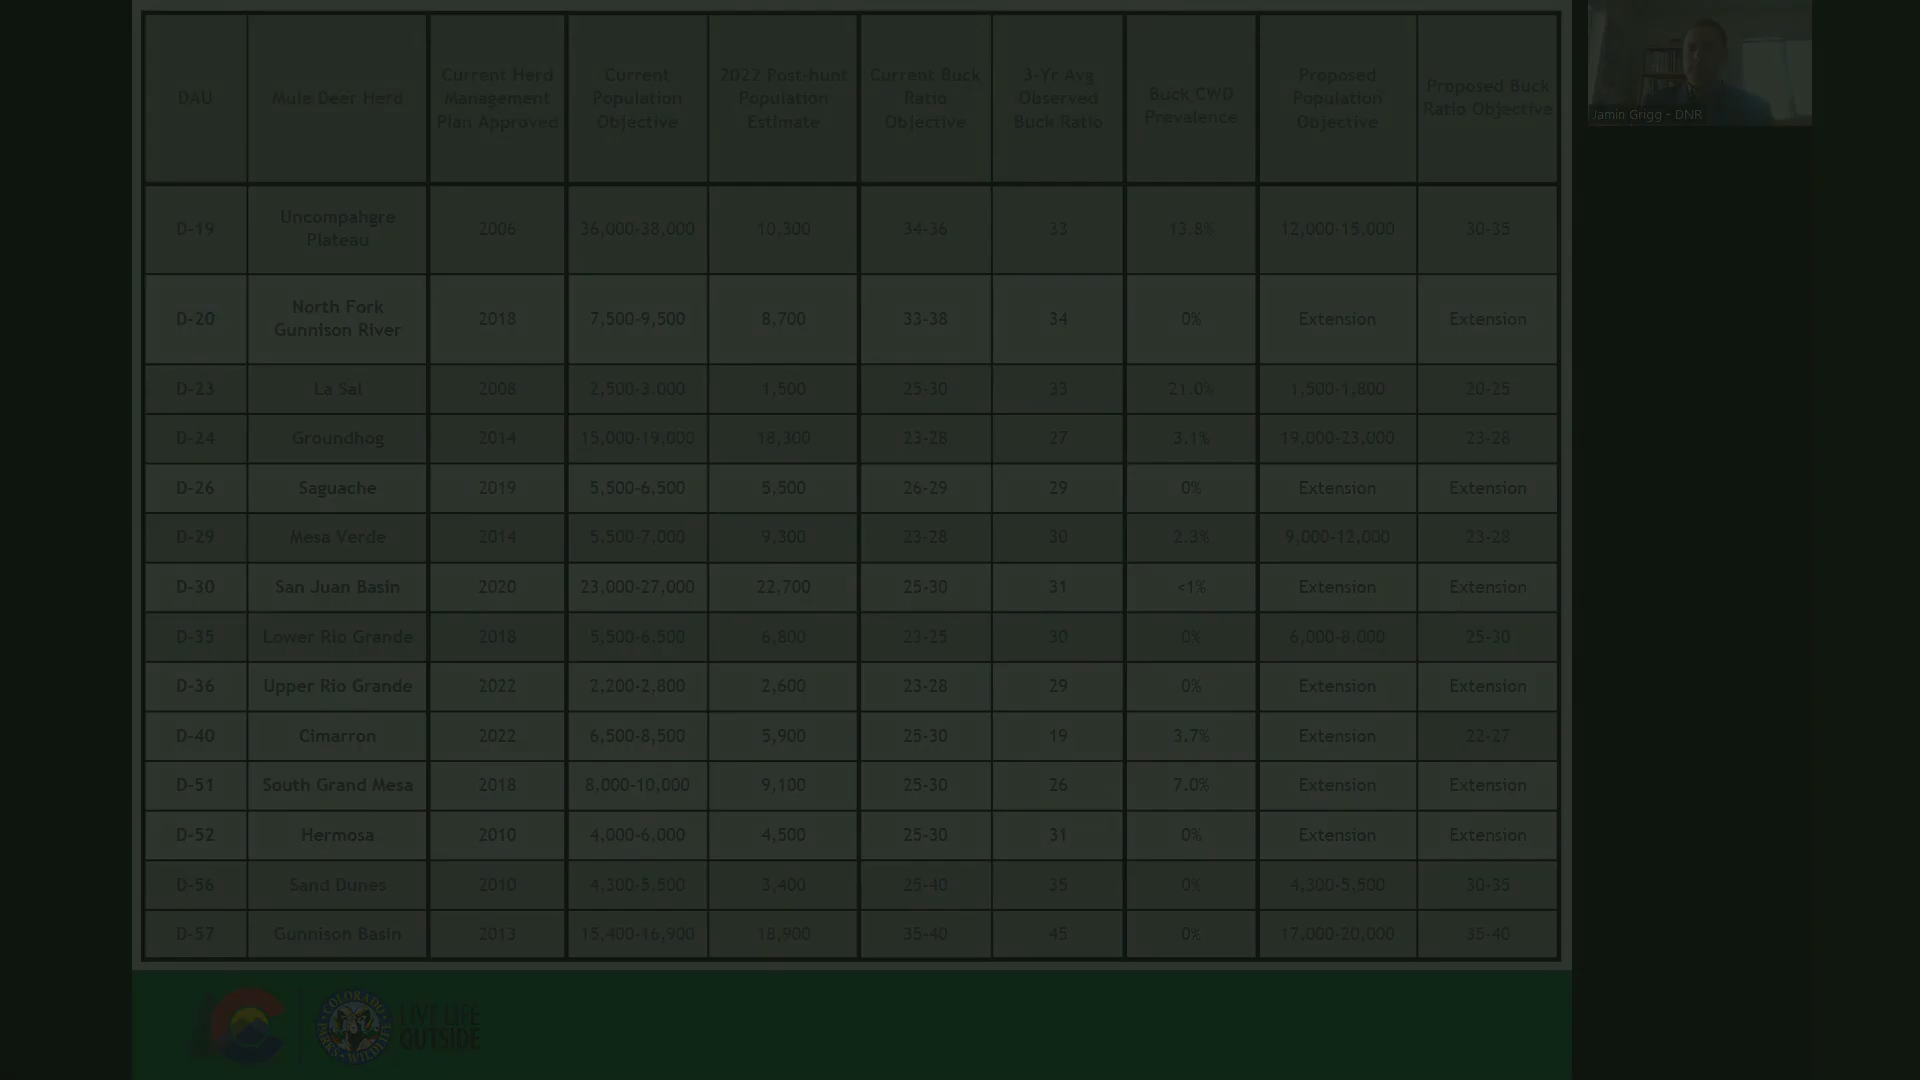 DAU
Mule Deer Herd
Current Herd
Management
Plan Approved
Current
Population
Objective
2022 Post-hunt
Population
Estimate
Current Buck
Ratio
Objective
3-Yr Avg
Observed
Buck Ratio
Buck CWD
Prevalence
Proposed
Population
Objective
Proposed Buck
Ratio Objective
Jamin Grigg - DNR
D-19 Uncompahgre Plateau 2006 36,000-38,000 10,300 34-36 33 13.8% 12,000-15,000 30-35
D-20 North Fork Gunnison River 2018 7,500-9,500 8,700 33-38 34 0% Extension Extension
D-23 La Sal 2008 2,500-3.000 1,500 25-30 33 21.0% 1,500-1,800 20-25
D-24 Groundhog 2014 15,000-19,000 18,300 23-28 27 3.1% 19,000-23,000 23-28
D-26 Saguache 2019 5,500-6,500 5,500 26-29 29 0% Extension Extension
D-29 Mesa Verde 2014 5,500-7,000 9,300 23-28 30 2.3% 9,000-12,000 23-28
D-30 San Juan Basin 2020 23,000-27,000 22,700 25-30 31 <1% Extension Extension
D-35 Lower Rio Grande 2018 5,500-6,500 6,800 23-25 30 0% 6,000-8,000 25-30
D-36 Upper Rio Grande 2022 2,200-2,800 2,600 23-28 29 0% Extension Extension
D-40 Cimarron 2022 6,500-8,500 5,900 25-30 19 3.7% Extension 22-27
D-51 South Grand Mesa 2018 8,000-10,000 9,100 25-30 26 7.0% Extension Extension
D-52 Hermosa 2010 4,000-6,000 4,500 25-30 31 0% Extension Extension
D-56 Sand Dunes 2010 4,300-5,500 3,400 25-40 35 0% 4,300-5,500 30-35
D-57 Gunnison Basin 2013 15,400-16,900 18,900 35-40 45 0% 17,000-20,000 35-40
COLORADO
PARKS • WILDLIFE
LIVE LIFE
OUTSIDE